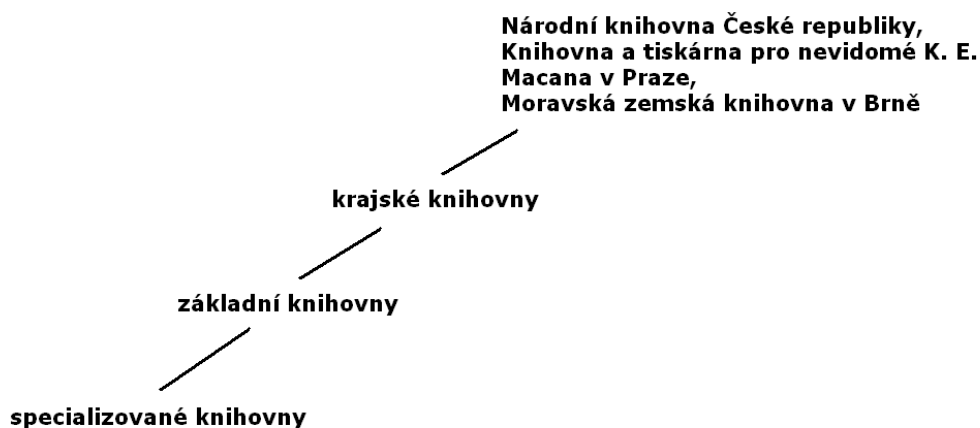 Národní knihovna České republiky,
Knihovna a tiskárna pro nevidomé K. E.
Macana v Praze,
Moravská zemská knihovna v Brně
krajské knihovny
základní knihovny
specializované knihovny